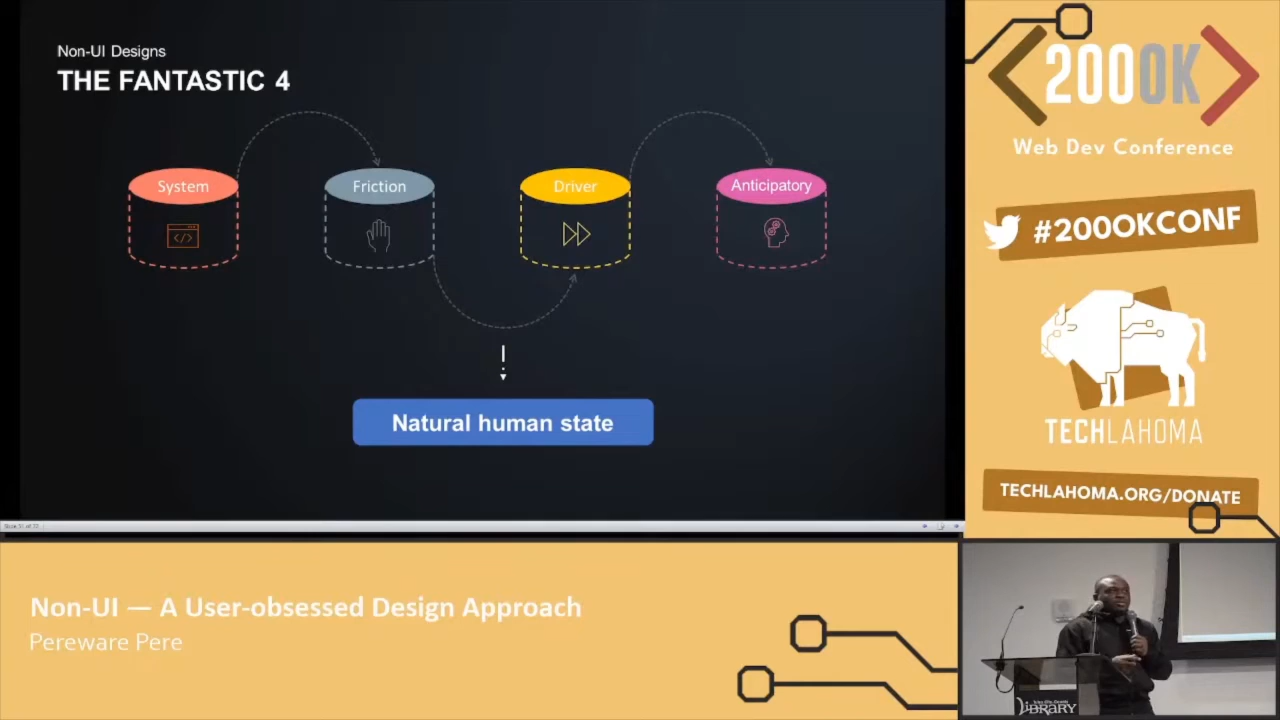 Non-UI Designs
THE FANTASTIC 4
System
Friction
Driver
Anticipatory
</>
Natural human state
200OK
Web Dev Conference
#200OKCONF
TECHLAHOMA
TECHLAHOMA.ORG/DONATE
Non-UI — A User-obsessed Design Approach
Pereware Pere
LIBRARY